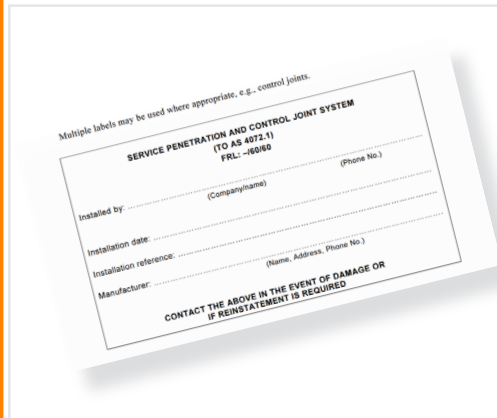 Multiple labels may be used where appropriate, e.g., control joints.
SERVICE PENETRATION AND CONTROL JOINT SYSTEM
(TO AS 4072.1)
FRL: –/60/60
Installed by: ................................................................
(Company/name) (Phone No.)
Installation date: ................................................................
Installation reference: ................................................................
Manufacturer: ................................................................
(Name, Address, Phone No.)
CONTACT THE ABOVE IN THE EVENT OF DAMAGE OR
IF REINSTATEMENT IS REQUIRED